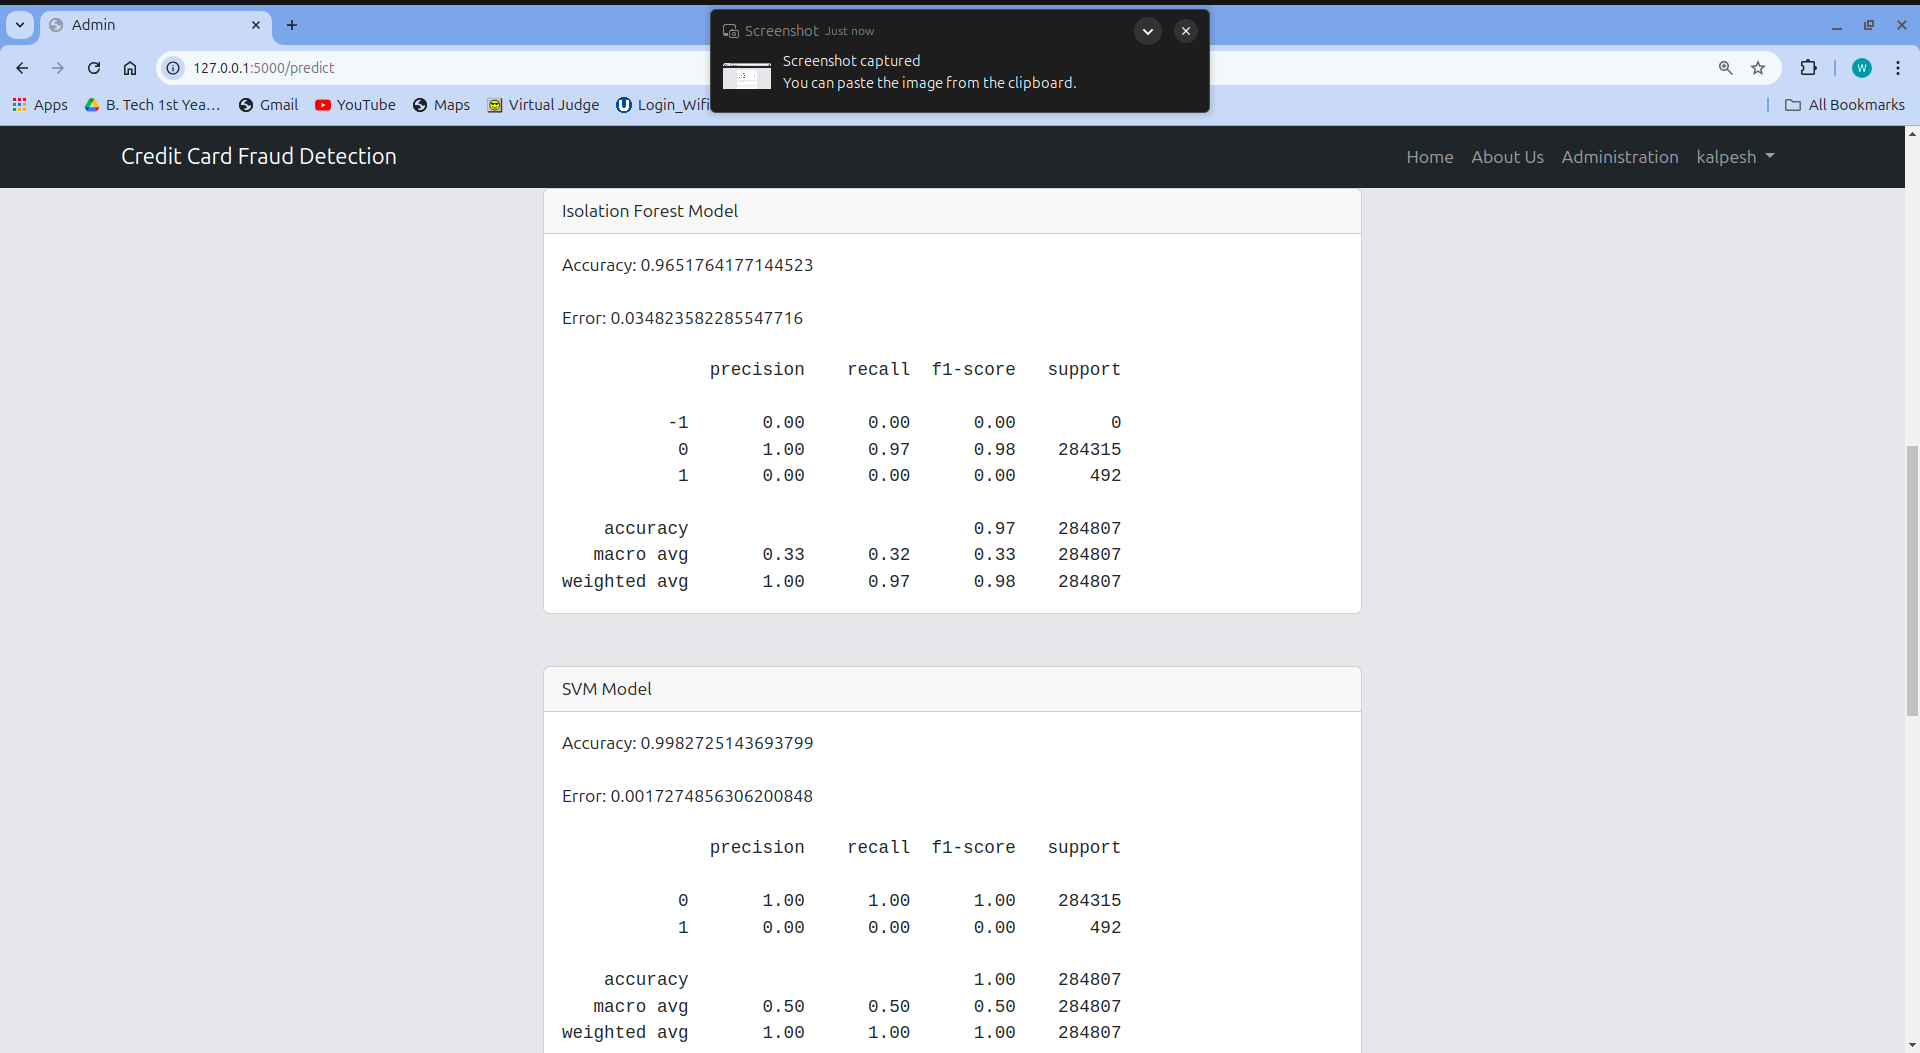 Admin
Screenshot Just now
Screenshot captured
You can paste the image from the clipboard.
127.0.0.1:5000/predict
W
Apps B. Tech 1st Yea... Gmail YouTube Maps Virtual Judge Login_Wifi All Bookmarks
Credit Card Fraud Detection Home About Us Administration kalpesh
Isolation Forest Model
Accuracy: 0.9651764177144523
Error: 0.034823582285547716
precision recall f1-score support
-1 0.00 0.00 0.00 0
0 1.00 0.97 0.98 284315
1 0.00 0.00 0.00 492
accuracy 0.97 284807
macro avg 0.33 0.32 0.33 284807
weighted avg 1.00 0.97 0.98 284807
SVM Model
Accuracy: 0.9982725143693799
Error: 0.0017274856306200848
precision recall f1-score support
0 1.00 1.00 1.00 284315
1 0.00 0.00 0.00 492
accuracy 1.00 284807
macro avg 0.50 0.50 0.50 284807
weighted avg 1.00 1.00 1.00 284807